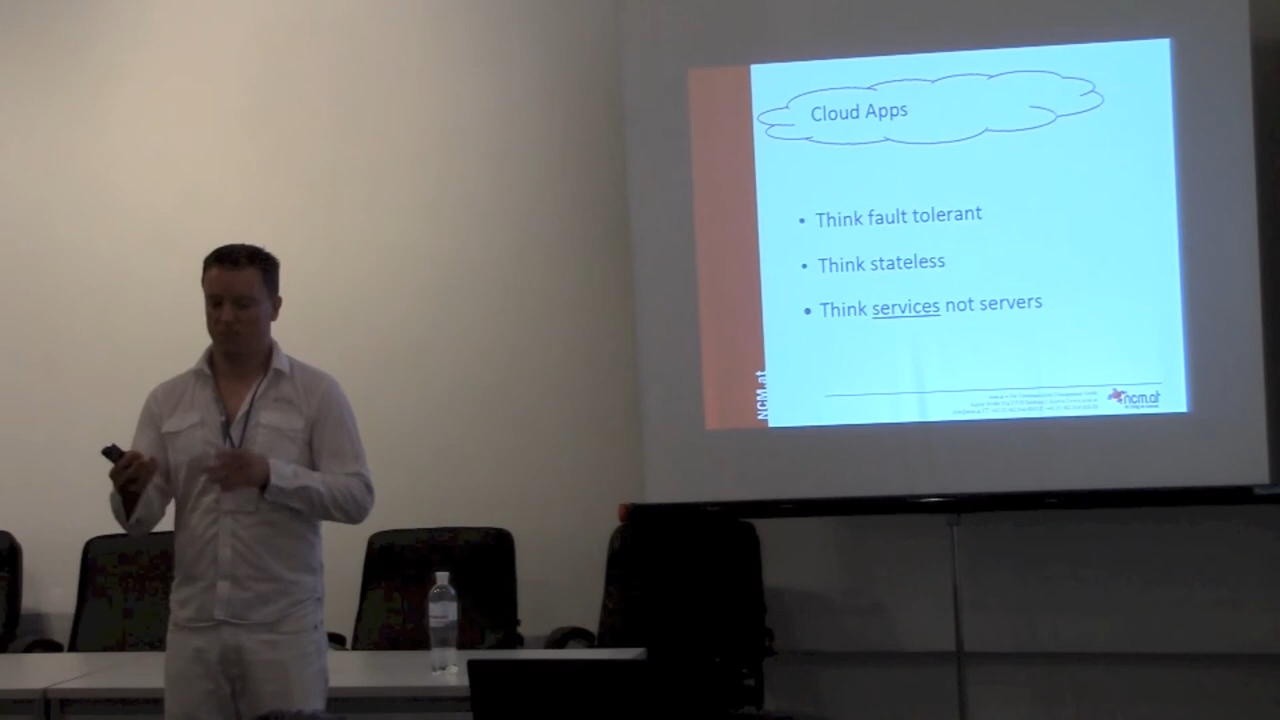 Cloud Apps
• Think fault tolerant
• Think stateless
• Think services not servers
NCM.at
ncm.at